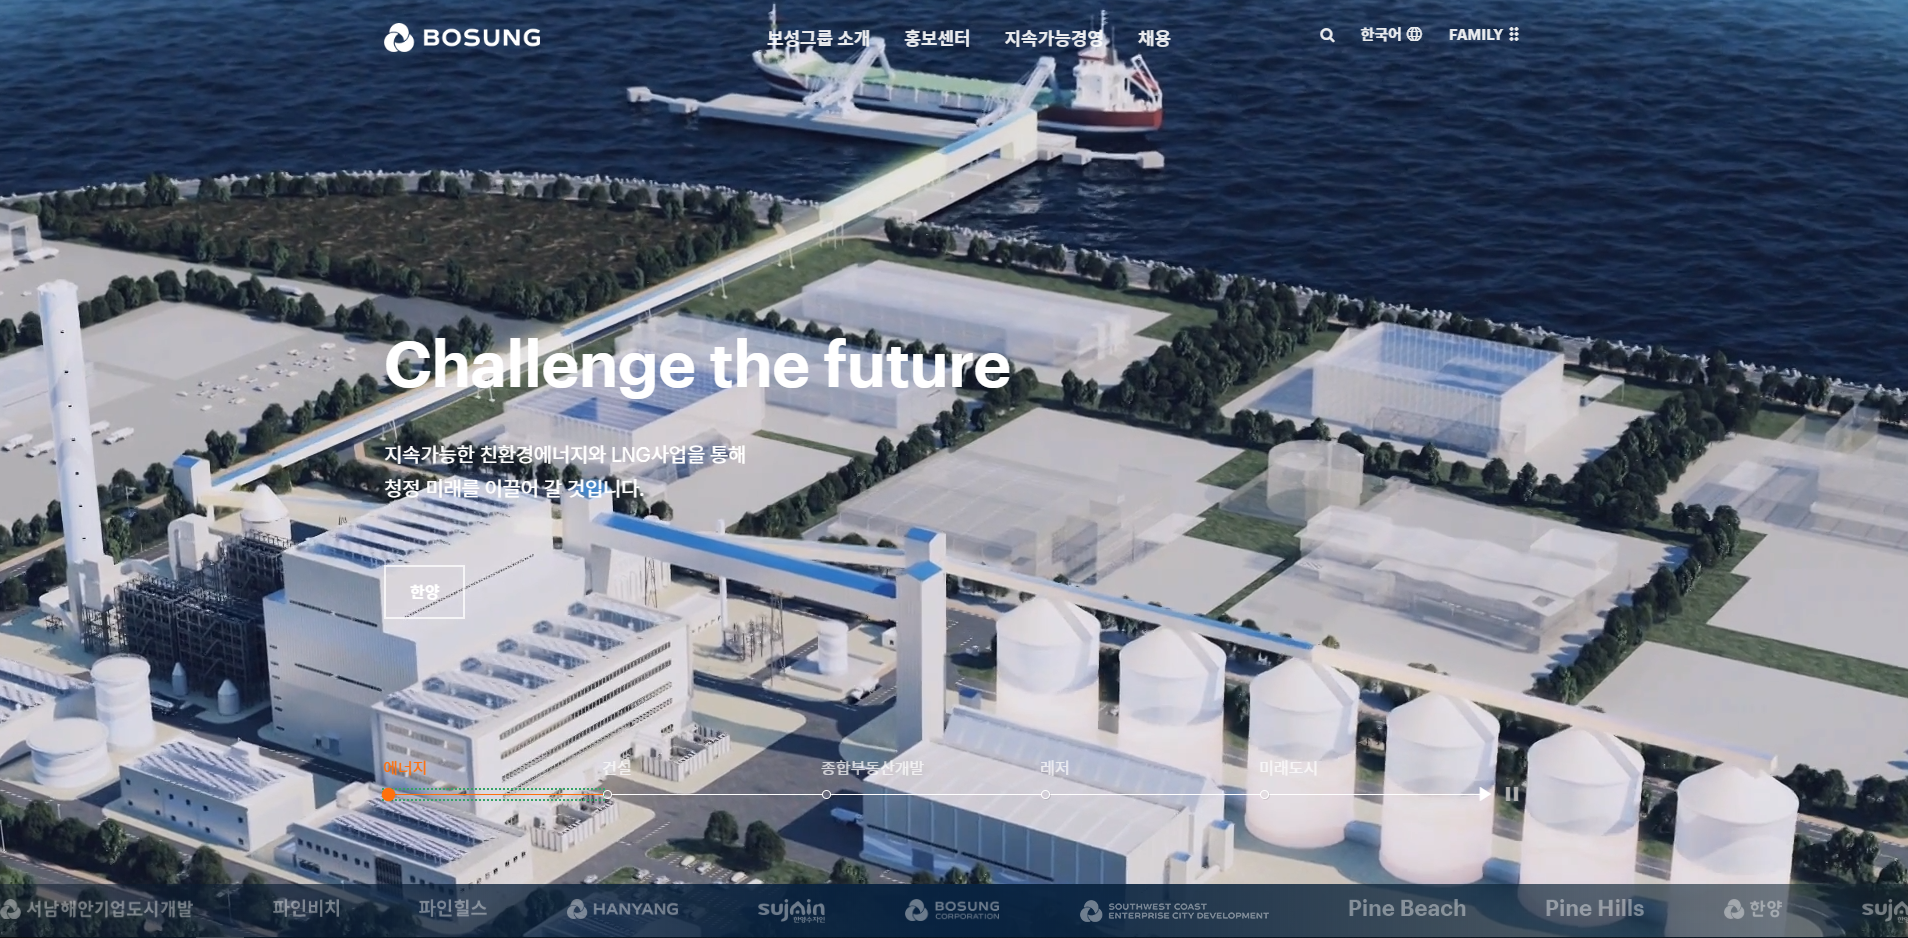 BOSUNG
보성그룹 소개
홍보센터
지속가능경영
채용
한국어
FAMILY
Challenge the future
지속가능한 친환경에너지와 LNG사업을 통해
청정 미래를 이끌어 갈 것입니다.
한양
에너지
건설
종합부동산개발
레저
미래도시
서남해안기업도시개발
파인비치
파인힐스
HANYANG
sujain
한양수자인
BOSUNG
CORPORATION
SOUTHWEST COAST
ENTERPRISE CITY DEVELOPMENT
Pine Beach
Pine Hills
한양